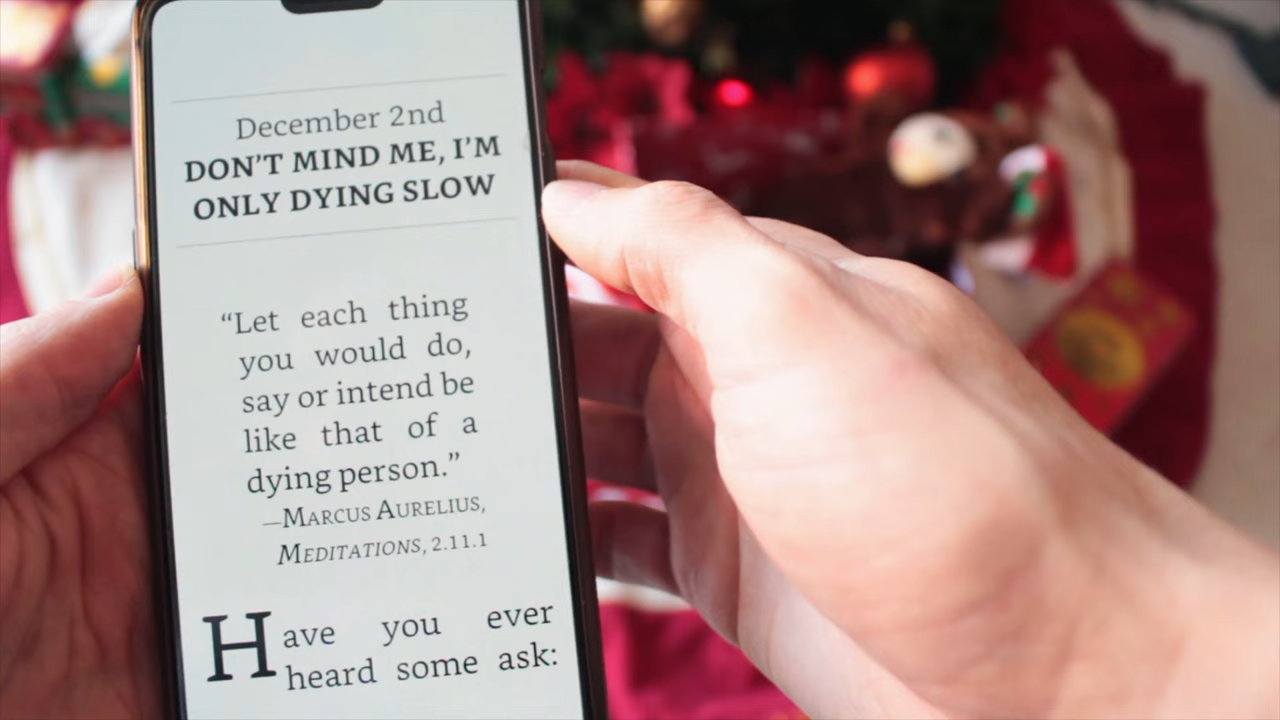 December 2nd
DON'T MIND ME, I'M
ONLY DYING SLOW
“Let each thing
you would do,
say or intend be
like that of a
dying person.”
—MARCUS AURELIUS,
MEDITATIONS, 2.11.1
Have you ever
heard some ask: